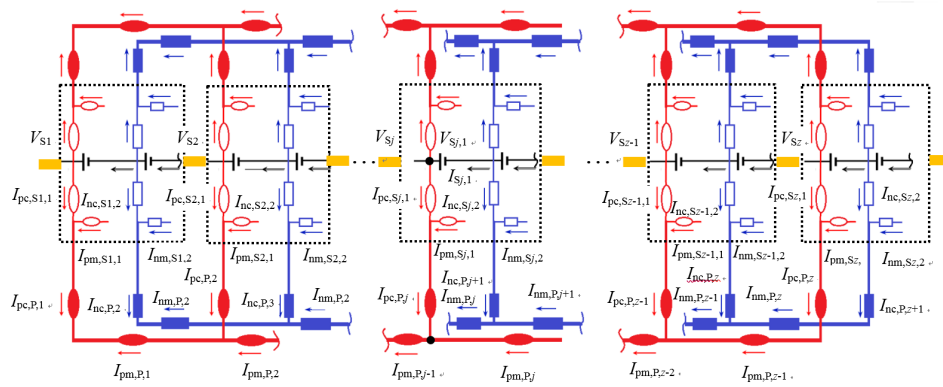 V_S1 V_S2 V_Sj V_Sj,1 V_Sz-1 V_Sz
I_Sj,1
I_pc,S1,1 I_nc,S1,2 I_pc,S2,1 I_nc,S2,2 I_pc,Sj,1 I_nc,Sj,2 I_pc,Sz-1,1 I_nc,Sz-1,2 I_pc,Sz,1 I_nc,Sz,2
I_pm,S1,1 I_nm,S1,2 I_pm,S2,1 I_nm,S2,2 I_pm,Sj,1 I_nm,Sj,2 I_pm,Sz-1,1 I_nm,Sz-1,2 I_pm,Sz, I_nm,Sz,2
I_pc,P,2 I_nc,P,j+1 I_nc,P,z I_pc,P,z
I_pc,P,1 I_nc,P,2 I_nm,P,2 I_nc,P,3 I_nm,P,2 I_pc,P,j I_nm,P,j I_nm,P,j+1 I_pc,P,z-1 I_nm,P,z-1 I_nm,P,z I_nc,P,z+1
I_pm,P,1 I_pm,P,2 I_pm,P,j-1 I_pm,P,j I_pm,P,z-2 I_pm,P,z-1